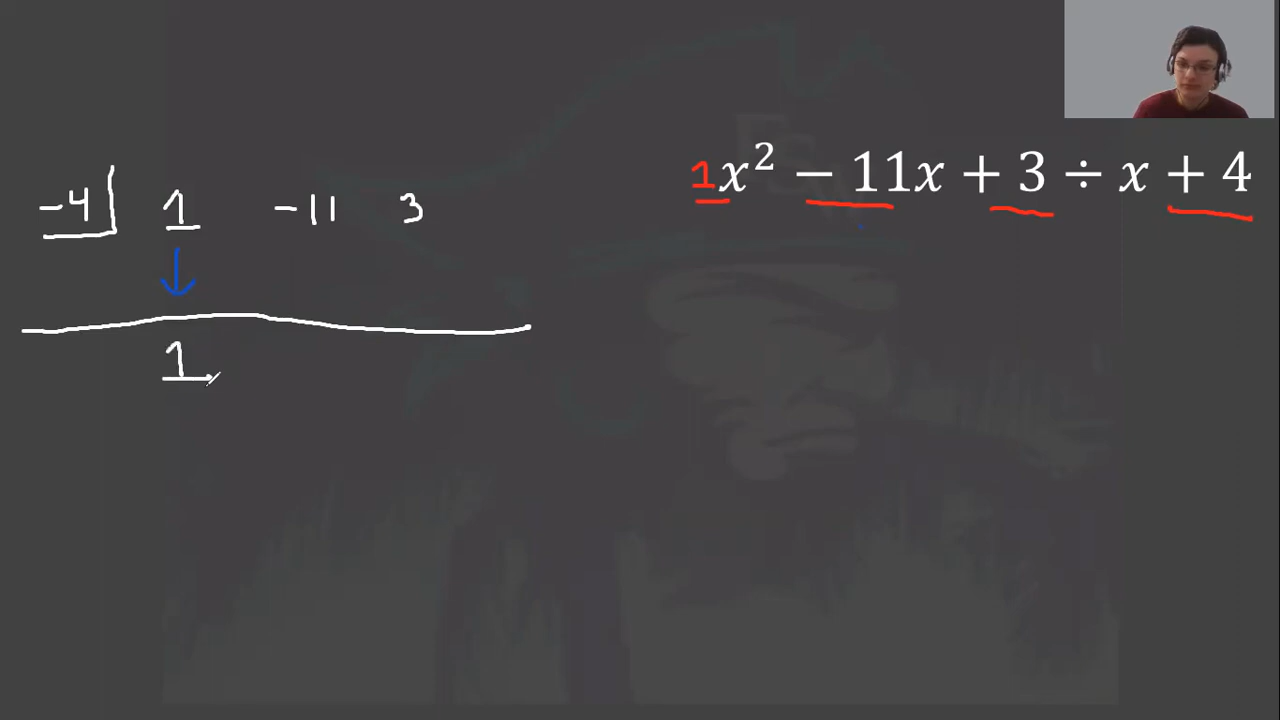 1x² − 11x + 3 ÷ x + 4
-4 1 -11 3
1